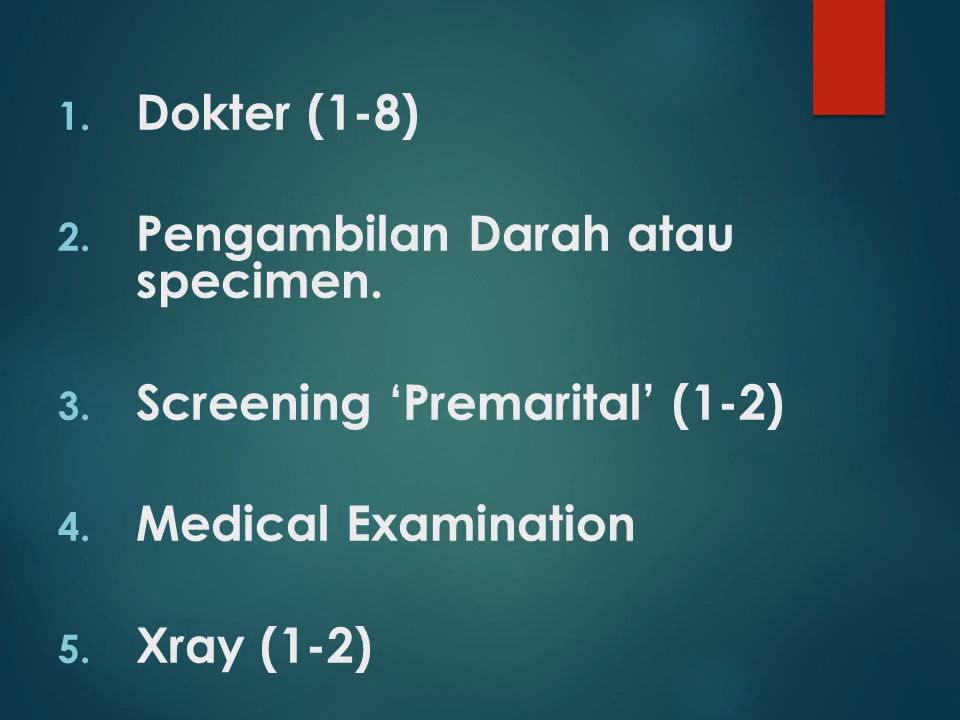 1. Dokter (1-8)
2. Pengambilan Darah atau
specimen.
3. Screening ‘Premarital’ (1-2)
4. Medical Examination
5. Xray (1-2)